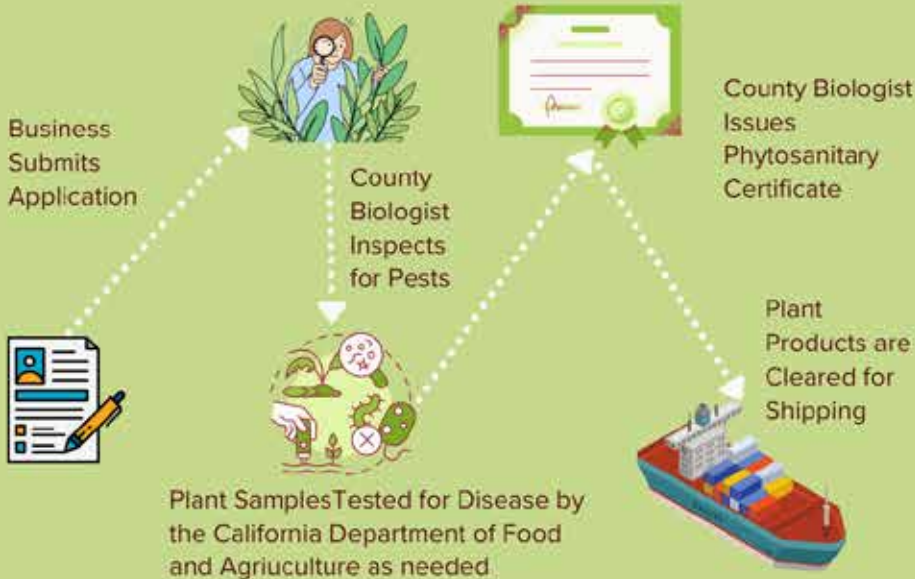 Business
Submits
Application
County
Biologist
Inspects
for Pests
Plant SamplesTested for Disease by
the California Department of Food
and Agriuculture as needed
County Biologist
Issues
Phytosanitary
Certificate
Plant
Products are
Cleared for
Shipping